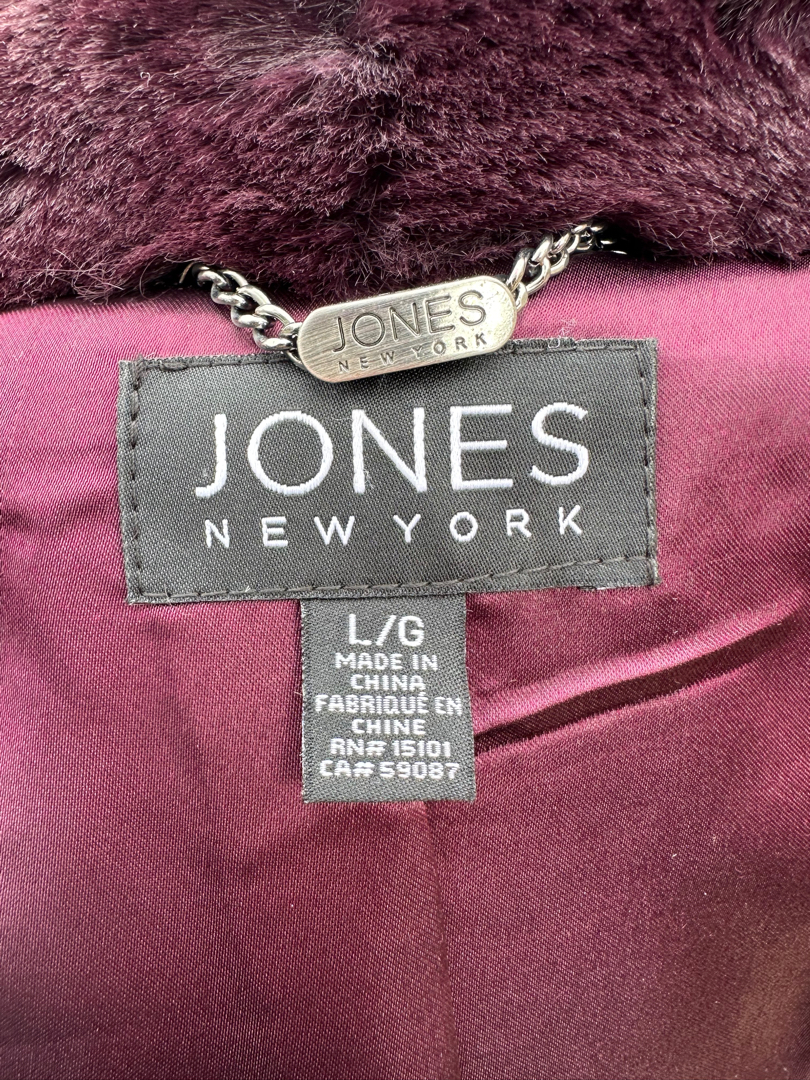 JONES
NEW YORK
JONES
NEW YORK
L/G
MADE IN
CHINA
FABRIQUÉ EN
CHINE
RN# 15101
CA# 59087